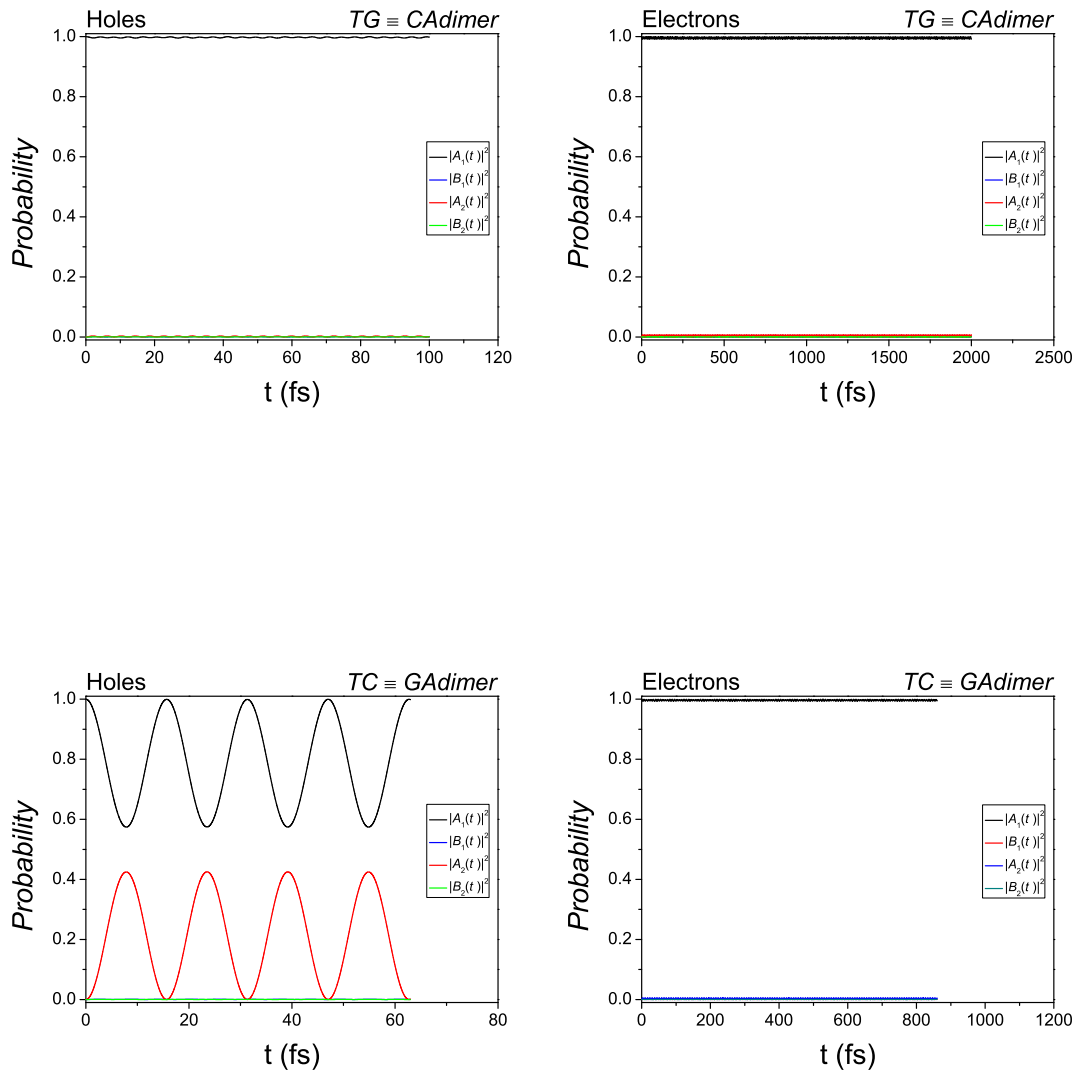 Holes TG ≡ CAdimer
Probability
1.0
0.8
0.6
0.4
0.2
0.0
|A₁(t )|²
|B₁(t )|²
|A₂(t )|²
|B₂(t )|²
0 20 40 60 80 100 120
t (fs)
Electrons TG ≡ CAdimer
Probability
1.0
0.8
0.6
0.4
0.2
0.0
|A₁(t )|²
|B₁(t )|²
|A₂(t )|²
|B₂(t )|²
0 500 1000 1500 2000 2500
t (fs)
Holes TC ≡ GAdimer
Probability
1.0
0.8
0.6
0.4
0.2
0.0
|A₁(t )|²
|B₁(t )|²
|A₂(t )|²
|B₂(t )|²
0 20 40 60 80
t (fs)
Electrons TC ≡ GAdimer
Probability
1.0
0.8
0.6
0.4
0.2
0.0
|A₁(t )|²
|B₁(t )|²
|A₂(t )|²
|B₂(t )|²
0 200 400 600 800 1000 1200
t (fs)